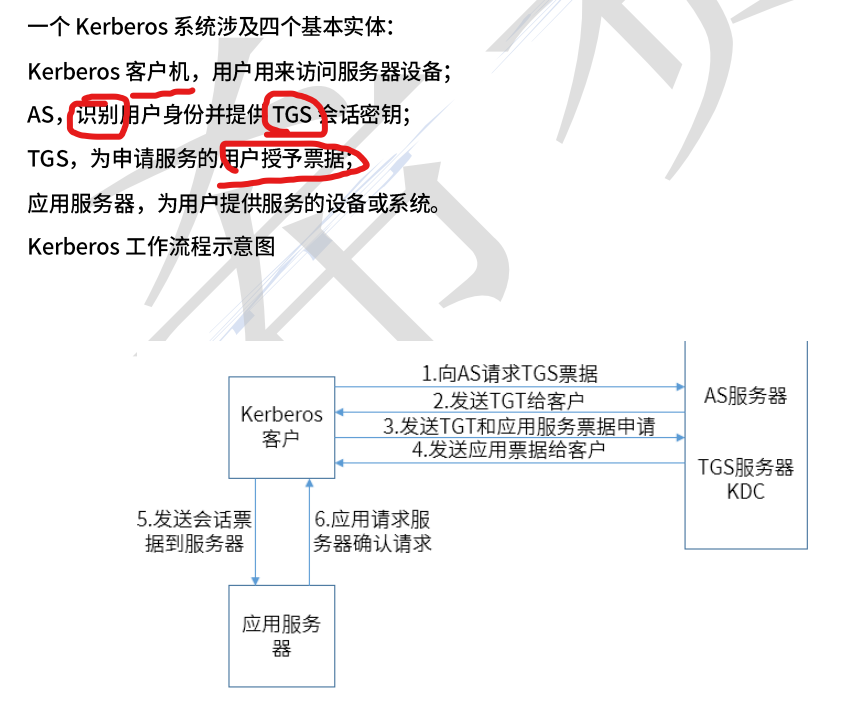 一个 Kerberos 系统涉及四个基本实体：
Kerberos 客户机，用户用来访问服务器设备；
AS，识别用户身份并提供 TGS 会话密钥；
TGS，为申请服务的用户授予票据；
应用服务器，为用户提供服务的设备或系统。
Kerberos 工作流程示意图
1.向AS请求TGS票据
2.发送TGT给客户
3.发送TGT和应用服务票据申请
4.发送应用票据给客户
Kerberos
客户
AS服务器
TGS服务器
KDC
5.发送会话票
据到服务器
6.应用请求服
务器确认请求
应用服务
器